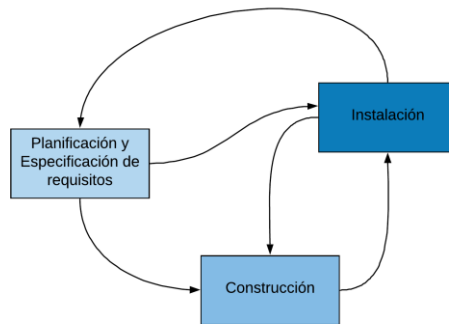 Instalación
Planificación y
Especificación de
requisitos
Construcción